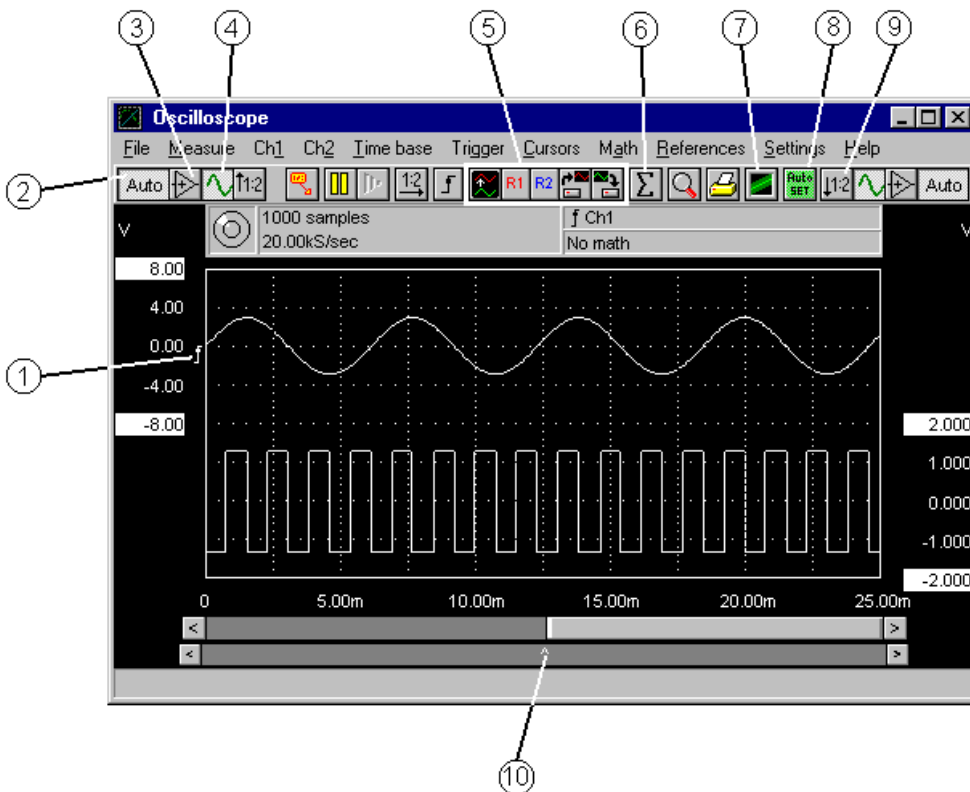 3 4 5 6 7 8 9
Oscilloscope
File Measure Ch1 Ch2 Time base Trigger Cursors Math References Settings Help
2
Auto 1:2 1:2 R1 R2 Auto SET 1:2 Auto
V 1000 samples ƒ Ch1 V
20.00kS/sec No math
8.00
4.00
0.00
1
-4.00
-8.00 2.000
1.000
0.000
-1.000
-2.000
0 5.00m 10.00m 15.00m 20.00m 25.00m
< >
< >
10